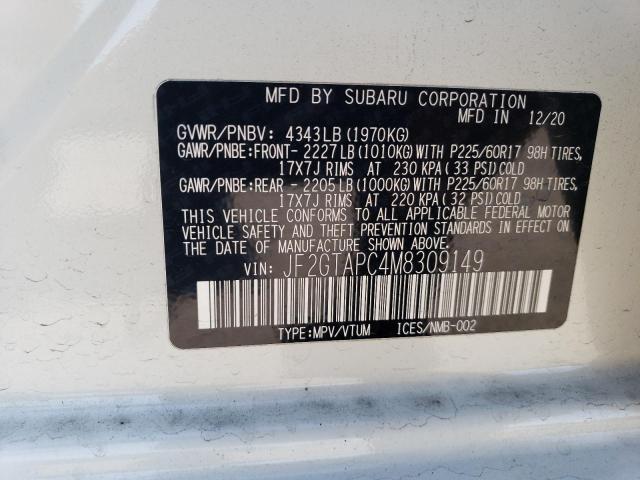 MFD BY SUBARU CORPORATION
MFD IN 12/20
GVWR/PNBV: 4343LB(1970KG)
GAWR/PNBE:FRONT- 2227LB(1010KG)WITH P225/60R17 98H TIRES,
17X7J RIMS AT 230 KPA(33 PSI)COLD
GAWR/PNBE:REAR - 2205LB(1000KG)WITH P225/60R17 98H TIRES,
17X7J RIMS AT 220 KPA(32 PSI)COLD
THIS VEHICLE CONFORMS TO ALL APPLICABLE FEDERAL MOTOR
VEHICLE SAFETY AND THEFT PREVENTION STANDARDS IN EFFECT ON
THE DATE OF MANUFACTURE SHOWN ABOVE.
VIN: JF2GTAPC4M8309149
TYPE:MPV/VTUM ICES/NMB-002